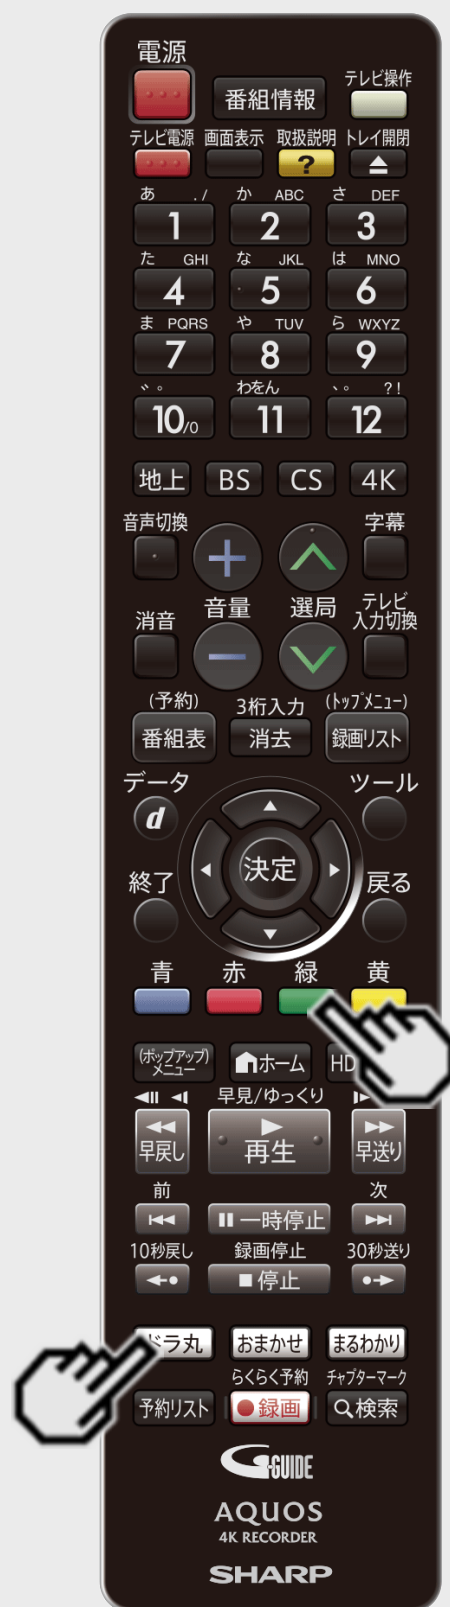 電源
番組情報
テレビ操作
テレビ電源 画面表示 取扱説明 トレイ開閉
?
あ ./ か ABC さ DEF
1 2 3
た GHI な JKL は MNO
4 5 6
ま PQRS や TUV ら WXYZ
7 8 9
゛゜ わをん 、。 ?!
10/0 11 12
地上 BS CS 4K
音声切換 字幕
+
消音 音量 選局 テレビ
入力切換
−
(予約) 3桁入力 (トップメニュー)
番組表 消去 録画リスト
データ ツール
d
決定
終了 戻る
青 赤 緑 黄
(ポップアップ)
メニュー
ホーム HD
早見/ゆっくり
早戻し 再生 早送り
前 次
一時停止
10秒戻し 録画停止 30秒送り
停止
ドラ丸 おまかせ まるわかり
らくらく予約 チャプターマーク
予約リスト 録画 検索
G-GUIDE
AQUOS
4K RECORDER
SHARP